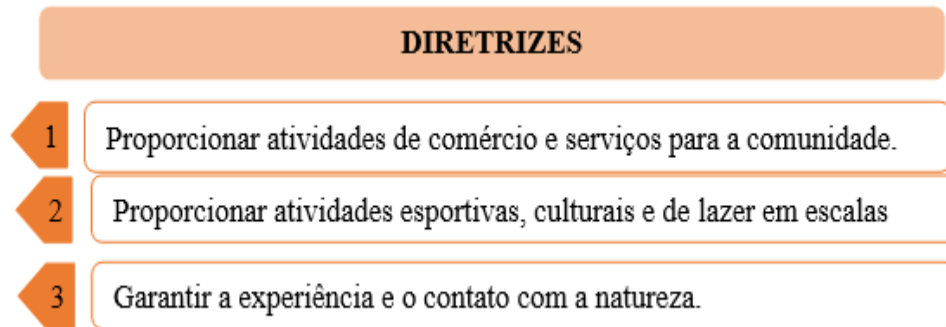 DIRETRIZES
1 Proporcionar atividades de comércio e serviços para a comunidade.
2 Proporcionar atividades esportivas, culturais e de lazer em escalas
3 Garantir a experiência e o contato com a natureza.